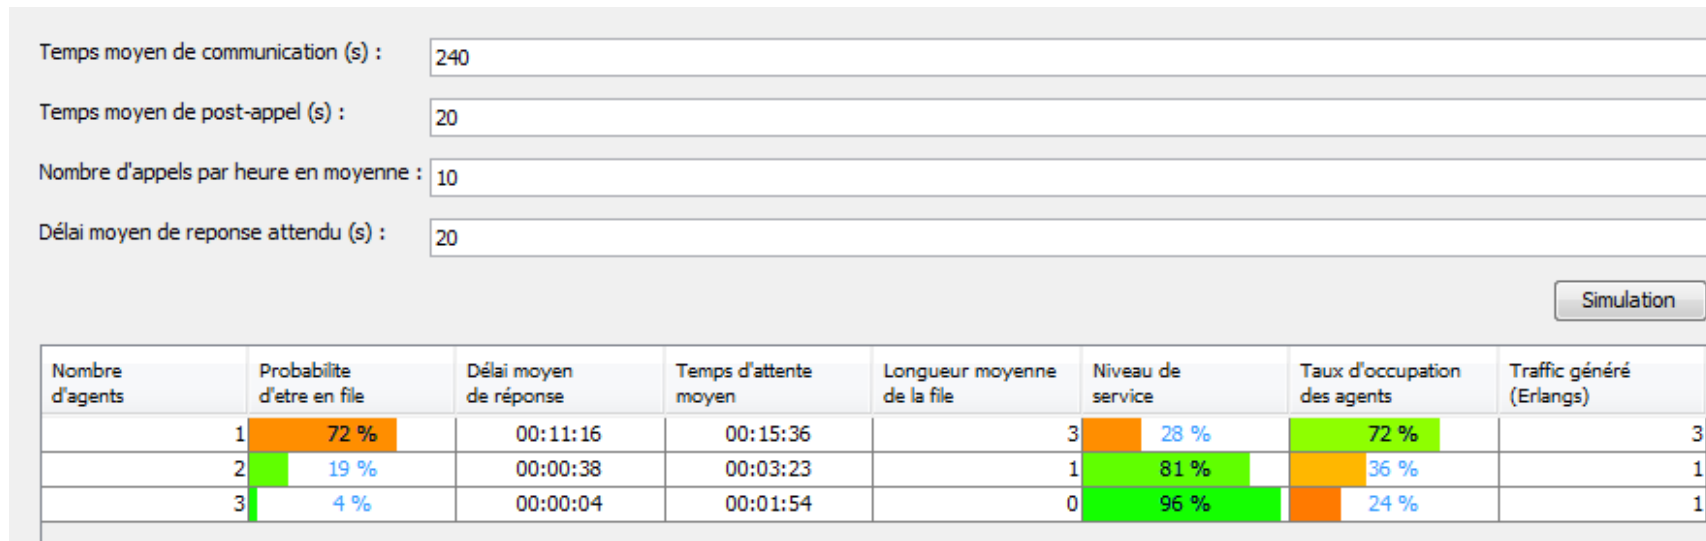 Temps moyen de communication (s) : 240
Temps moyen de post-appel (s) : 20
Nombre d'appels par heure en moyenne : 10
Délai moyen de reponse attendu (s) : 20
Simulation
Nombre d'agents Probabilite d'etre en file Délai moyen de réponse Temps d'attente moyen Longueur moyenne de la file Niveau de service Taux d'occupation des agents Traffic généré (Erlangs)
1 72 % 00:11:16 00:15:36 3 28 % 72 % 3
2 19 % 00:00:38 00:03:23 1 81 % 36 % 1
3 4 % 00:00:04 00:01:54 0 96 % 24 % 1